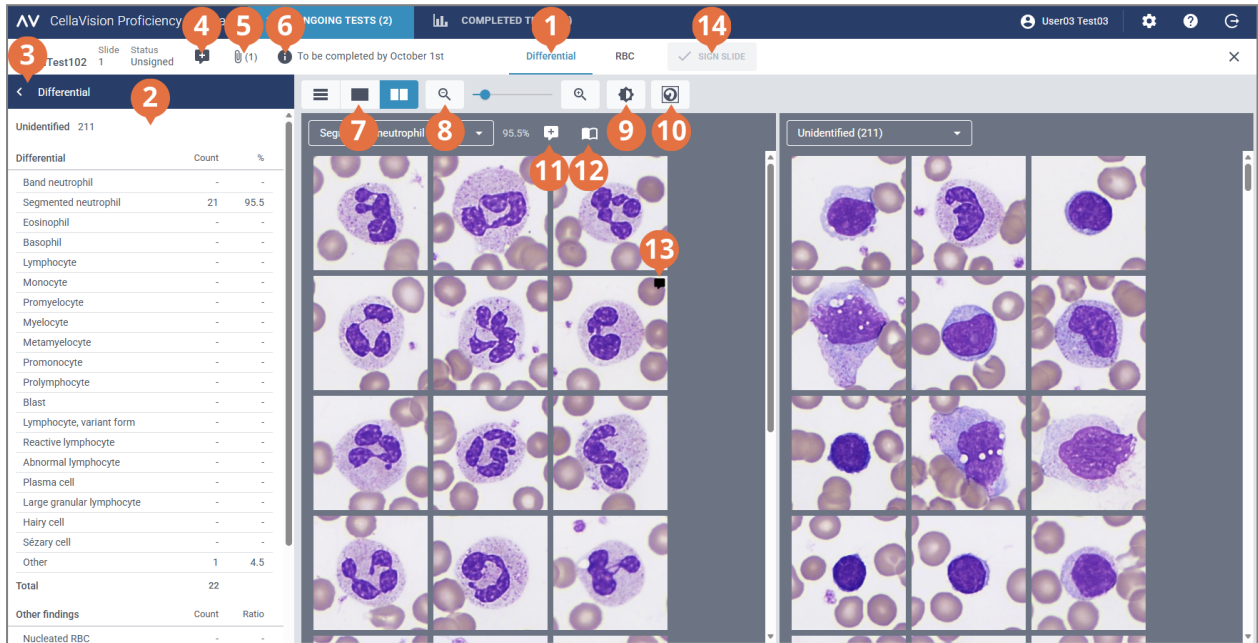 CellaVision Proficiency
ONGOING TESTS (2)
COMPLETED
User03 Test03
4
5
6
1
14
3
Test102
Slide
1
Status
Unsigned
(1)
To be completed by October 1st
Differential
RBC
SIGN SLIDE
Differential
2
7
8
9
10
Unidentified 211
neutrophil
95.5%
11
12
Unidentified (211)
13
Differential Count %
Band neutrophil - -
Segmented neutrophil 21 95.5
Eosinophil - -
Basophil - -
Lymphocyte - -
Monocyte - -
Promyelocyte - -
Myelocyte - -
Metamyelocyte - -
Promonocyte - -
Prolymphocyte - -
Blast - -
Lymphocyte, variant form - -
Reactive lymphocyte - -
Abnormal lymphocyte - -
Plasma cell - -
Large granular lymphocyte - -
Hairy cell - -
Sézary cell - -
Other 1 4.5
Total 22
Other findings Count Ratio
Nucleated RBC - -